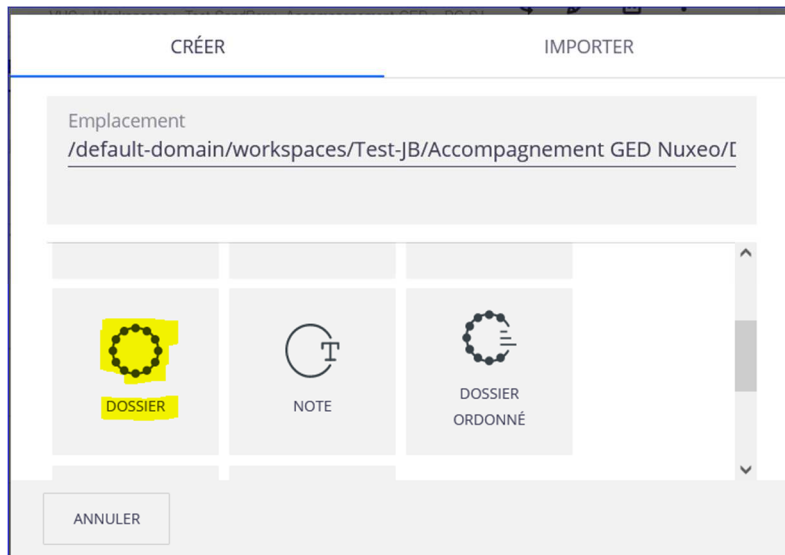 CRÉER
IMPORTER
Emplacement
/default-domain/workspaces/Test-JB/Accompagnement GED Nuxeo/
DOSSIER
NOTE
DOSSIER
ORDONNÉ
ANNULER